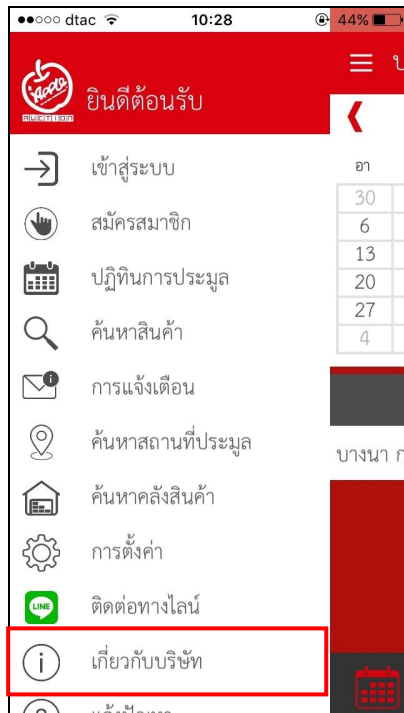 dtac 10:28 44%
Apple
AUCTION
ยินดีต้อนรับ
เข้าสู่ระบบ
สมัครสมาชิก
ปฏิทินการประมูล
ค้นหาสินค้า
การแจ้งเตือน
ค้นหาสถานที่ประมูล
ค้นหาคลังสินค้า
การตั้งค่า
LINE ติดต่อทางไลน์
เกี่ยวกับบริษัท
อา
30
6
13
20
27
4
บางนา